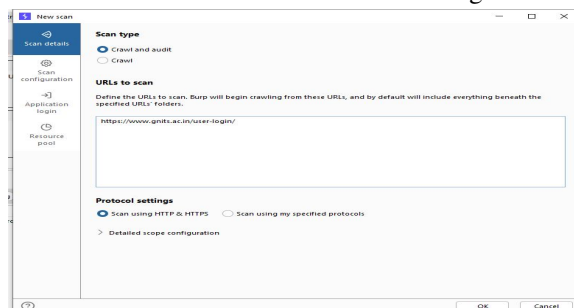 New scan
Scan details
Scan
configuration
Application
login
Resource
pool
Scan type
Crawl and audit
Crawl
URLs to scan
Define the URLs to scan. Burp will begin crawling from these URLs, and by default will include everything beneath the
specified URLs' folders.
https://www.gnits.ac.in/user-login/
Protocol settings
Scan using HTTP & HTTPS Scan using my specified protocols
> Detailed scope configuration
OK Cancel